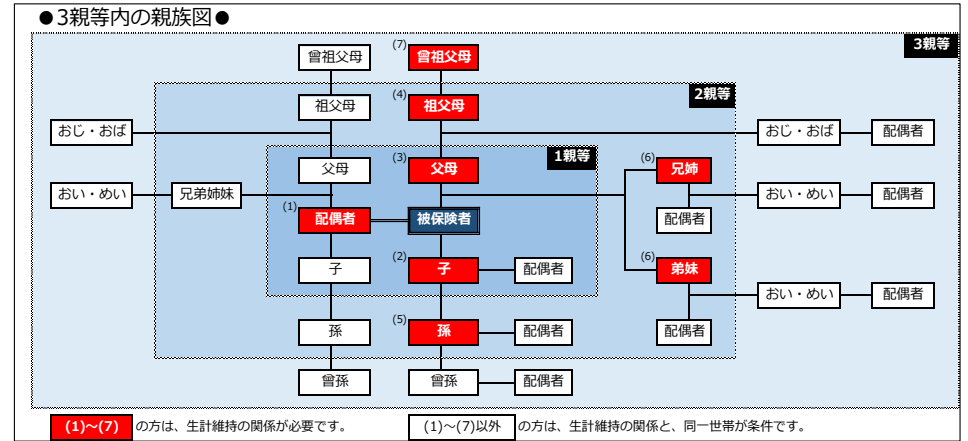 ●3親等内の親族図●
3親等
曾祖父母
(7)
曾祖父母
2親等
祖父母
(4)
祖父母
おじ・おば
おじ・おば
配偶者
1親等
父母
(3)
父母
(6)
兄姉
おい・めい
兄弟姉妹
おい・めい
配偶者
(1)
配偶者
被保険者
配偶者
子
(2)
子
配偶者
(6)
弟妹
おい・めい
配偶者
孫
(5)
孫
配偶者
配偶者
曾孫
曾孫
配偶者
(1)~(7) の方は、生計維持の関係が必要です。
(1)~(7)以外 の方は、生計維持の関係と、同一世帯が条件です。